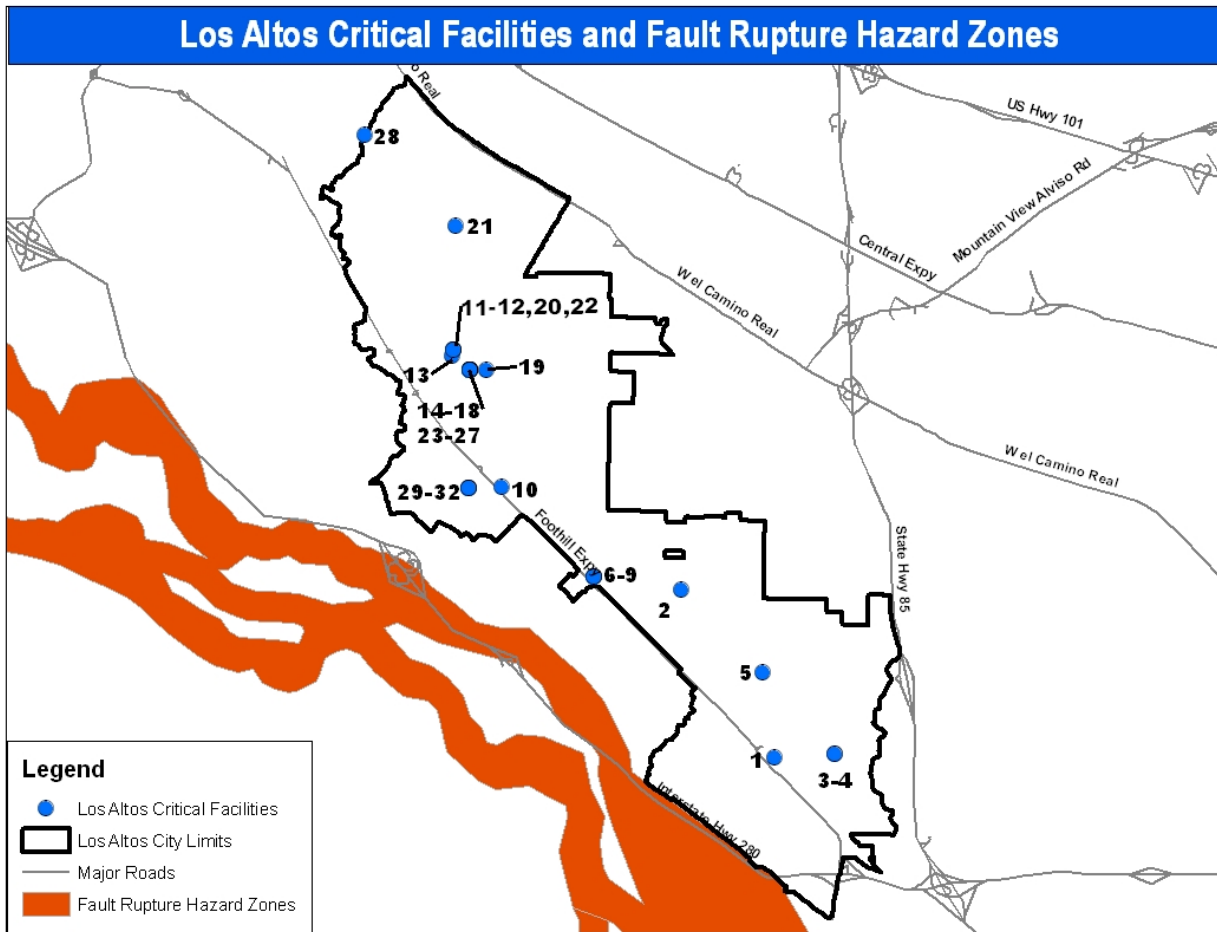 Los Altos Critical Facilities and Fault Rupture Hazard Zones
o Real
US Hwy 101
28
Mountain View Alviso Rd
21
Central Expy
W el Camino Real
11-12,20,22
13
19
14-18
23-27
W el Camino Real
29-32
10
Foothill Expy
State Hwy 85
6-9
2
5
1
3-4
Interstate Hwy 280
Legend
Los Altos Critical Facilities
Los Altos City Limits
Major Roads
Fault Rupture Hazard Zones